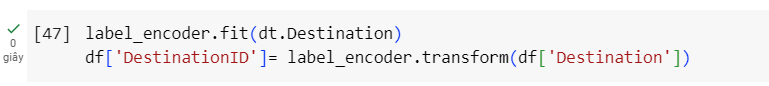 [47] label_encoder.fit(dt.Destination)
0 df['DestinationID']= label_encoder.transform(df['Destination'])
giây